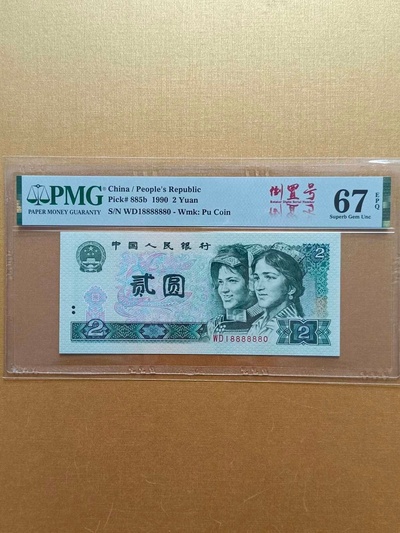 PMG
PAPER MONEY GUARANTY
China / People's Republic
Pick# 885b 1990 2 Yuan
S/N WD18888880 - Wmk: Pu Coin
倒置号
67
EPQ
Superb Gem Unc
中国人民银行
贰圆
2
2
2
WD18888880